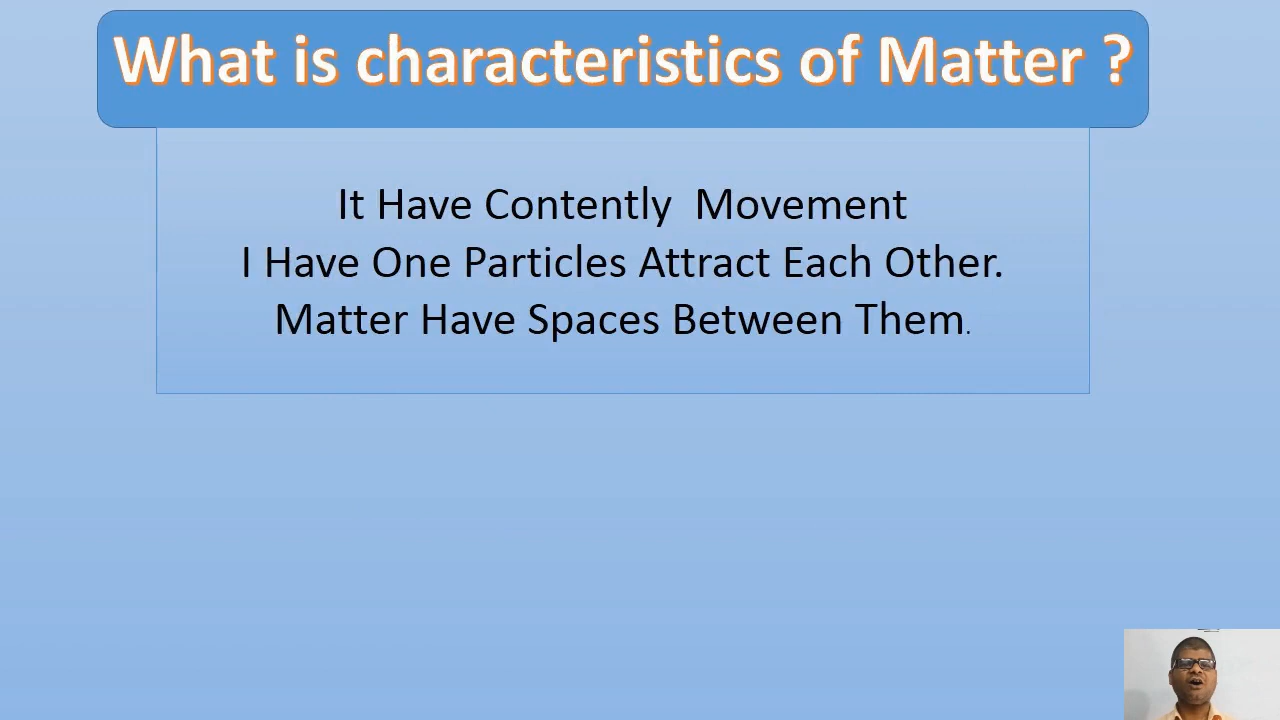 What is characteristics of Matter ?
It Have Contently Movement
I Have One Particles Attract Each Other.
Matter Have Spaces Between Them.